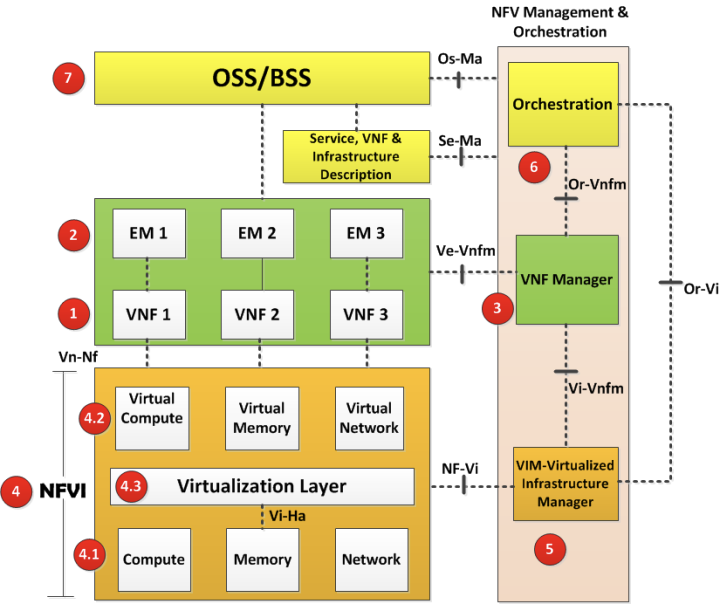 NFV Management &
Orchestration
7
OSS/BSS
Os-Ma
Orchestration
Service, VNF &
Infrastructure
Description
Se-Ma
6
Or-Vnfm
2
EM 1
EM 2
EM 3
Ve-Vnfm
VNF Manager
Or-Vi
3
1
VNF 1
VNF 2
VNF 3
Vn-Nf
Vi-Vnfm
4.2
Virtual
Compute
Virtual
Memory
Virtual
Network
4
NFVI
4.3
Virtualization Layer
NF-Vi
VIM-Virtualized
Infrastructure
Manager
Vi-Ha
4.1
Compute
Memory
Network
5